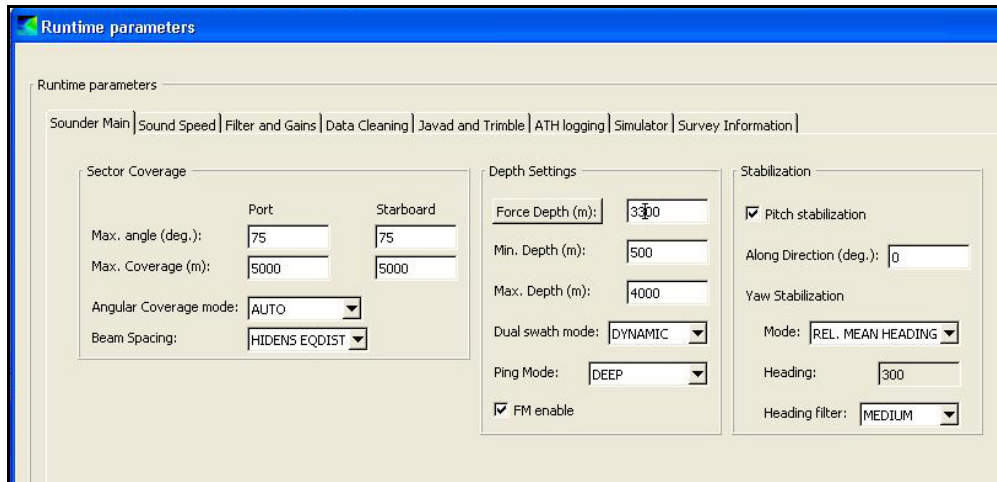 Runtime parameters
Runtime parameters
Sounder Main Sound Speed Filter and Gains Data Cleaning Javad and Trimble ATH logging Simulator Survey Information
Sector Coverage
Port Starboard
Max. angle (deg.): 75 75
Max. Coverage (m): 5000 5000
Angular Coverage mode: AUTO
Beam Spacing: HIDENS EQDIST
Depth Settings
Force Depth (m): 3300
Min. Depth (m): 500
Max. Depth (m): 4000
Dual swath mode: DYNAMIC
Ping Mode: DEEP
FM enable
Stabilization
Pitch stabilization
Along Direction (deg.): 0
Yaw Stabilization
Mode: REL. MEAN HEADING
Heading: 300
Heading filter: MEDIUM